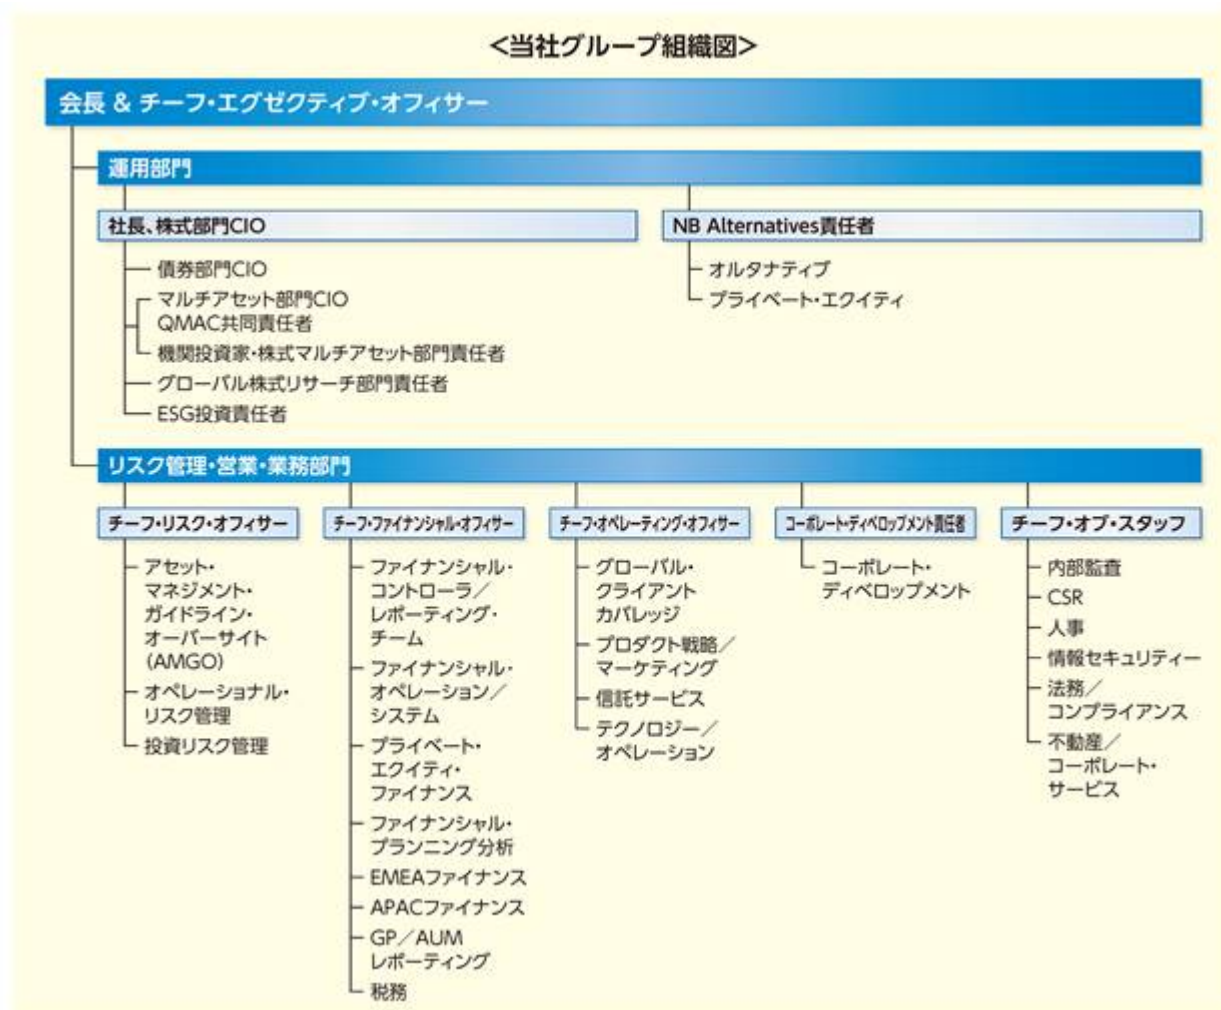 <当社グループ組織図>
会長 & チーフ・エグゼクティブ・オフィサー
運用部門
社長、株式部門CIO
債券部門CIO
マルチアセット部門CIO
QMAC共同責任者
機関投資家・株式マルチアセット部門責任者
グローバル株式リサーチ部門責任者
ESG投資責任者
NB Alternatives責任者
オルタナティブ
プライベート・エクイティ
リスク管理・営業・業務部門
チーフ・リスク・オフィサー
アセット・
マネジメント・
ガイドライン・
オーバーサイト
(AMGO)
オペレーショナル・
リスク管理
投資リスク管理
チーフ・ファイナンシャル・オフィサー
ファイナンシャル・
コントローラ／
レポーティング・
チーム
ファイナンシャル・
オペレーション／
システム
プライベート・
エクイティ・
ファイナンス
ファイナンシャル・
プランニング分析
EMEAファイナンス
APACファイナンス
GP／AUM
レポーティング
税務
チーフ・オペレーティング・オフィサー
グローバル・
クライアント
カバレッジ
プロダクト戦略／
マーケティング
信託サービス
テクノロジー／
オペレーション
コーポレート・ディベロップメント責任者
コーポレート・
ディベロップメント
チーフ・オブ・スタッフ
内部監査
CSR
人事
情報セキュリティー
法務／
コンプライアンス
不動産／
コーポレート・
サービス